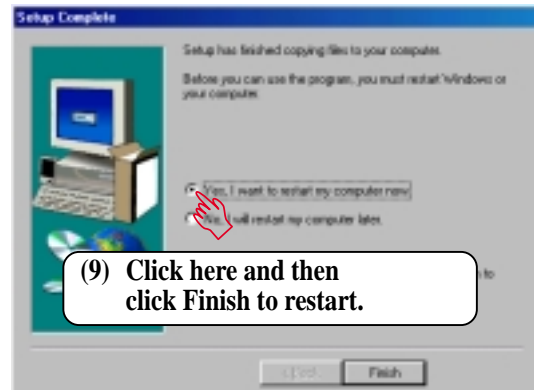 Setup Complete
Setup has finished copying files to your computer.
Before you can use the program, you must restart Windows or
your computer.
Yes, I want to restart my computer now.
No, I will restart my computer later.
to
(9) Click here and then
click Finish to restart.
< Back
Finish